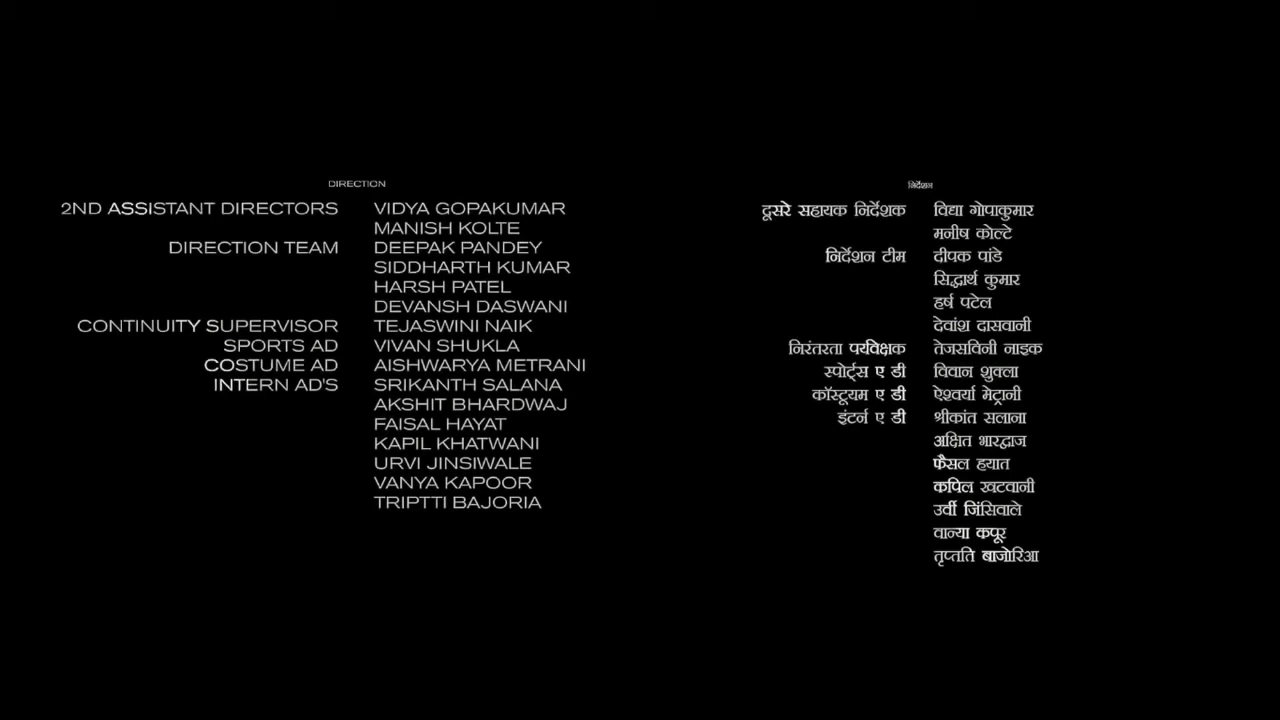 DIRECTION
2ND ASSISTANT DIRECTORS VIDYA GOPAKUMAR
MANISH KOLTE
DIRECTION TEAM DEEPAK PANDEY
SIDDHARTH KUMAR
HARSH PATEL
DEVANSH DASWANI
CONTINUITY SUPERVISOR TEJASWINI NAIK
SPORTS AD VIVAN SHUKLA
COSTUME AD AISHWARYA METRANI
INTERN AD'S SRIKANTH SALANA
AKSHIT BHARDWAJ
FAISAL HAYAT
KAPIL KHATWANI
URVI JINSIWALE
VANYA KAPOOR
TRIPTTI BAJORIA
निर्देशन
दूसरे सहायक निर्देशक विद्या गोपाकुमार
मनीष कोल्टे
निर्देशन टीम दीपक पांडे
सिद्धार्थ कुमार
हर्ष पटेल
देवांश दासवानी
निरंतरता पर्यवेक्षक तेजसविनी नाइक
स्पोर्ट्स ए डी विवान शुक्ला
कॉस्टूयम ए डी ऐश्वर्या मेट्रानी
इंटर्न ए डी श्रीकांत सलाना
अक्षित भारद्वाज
फैसल हयात
कपिल खटवानी
उर्वी जिंसिवाले
वान्या कपूर
तृप्तति बाजोरिआ